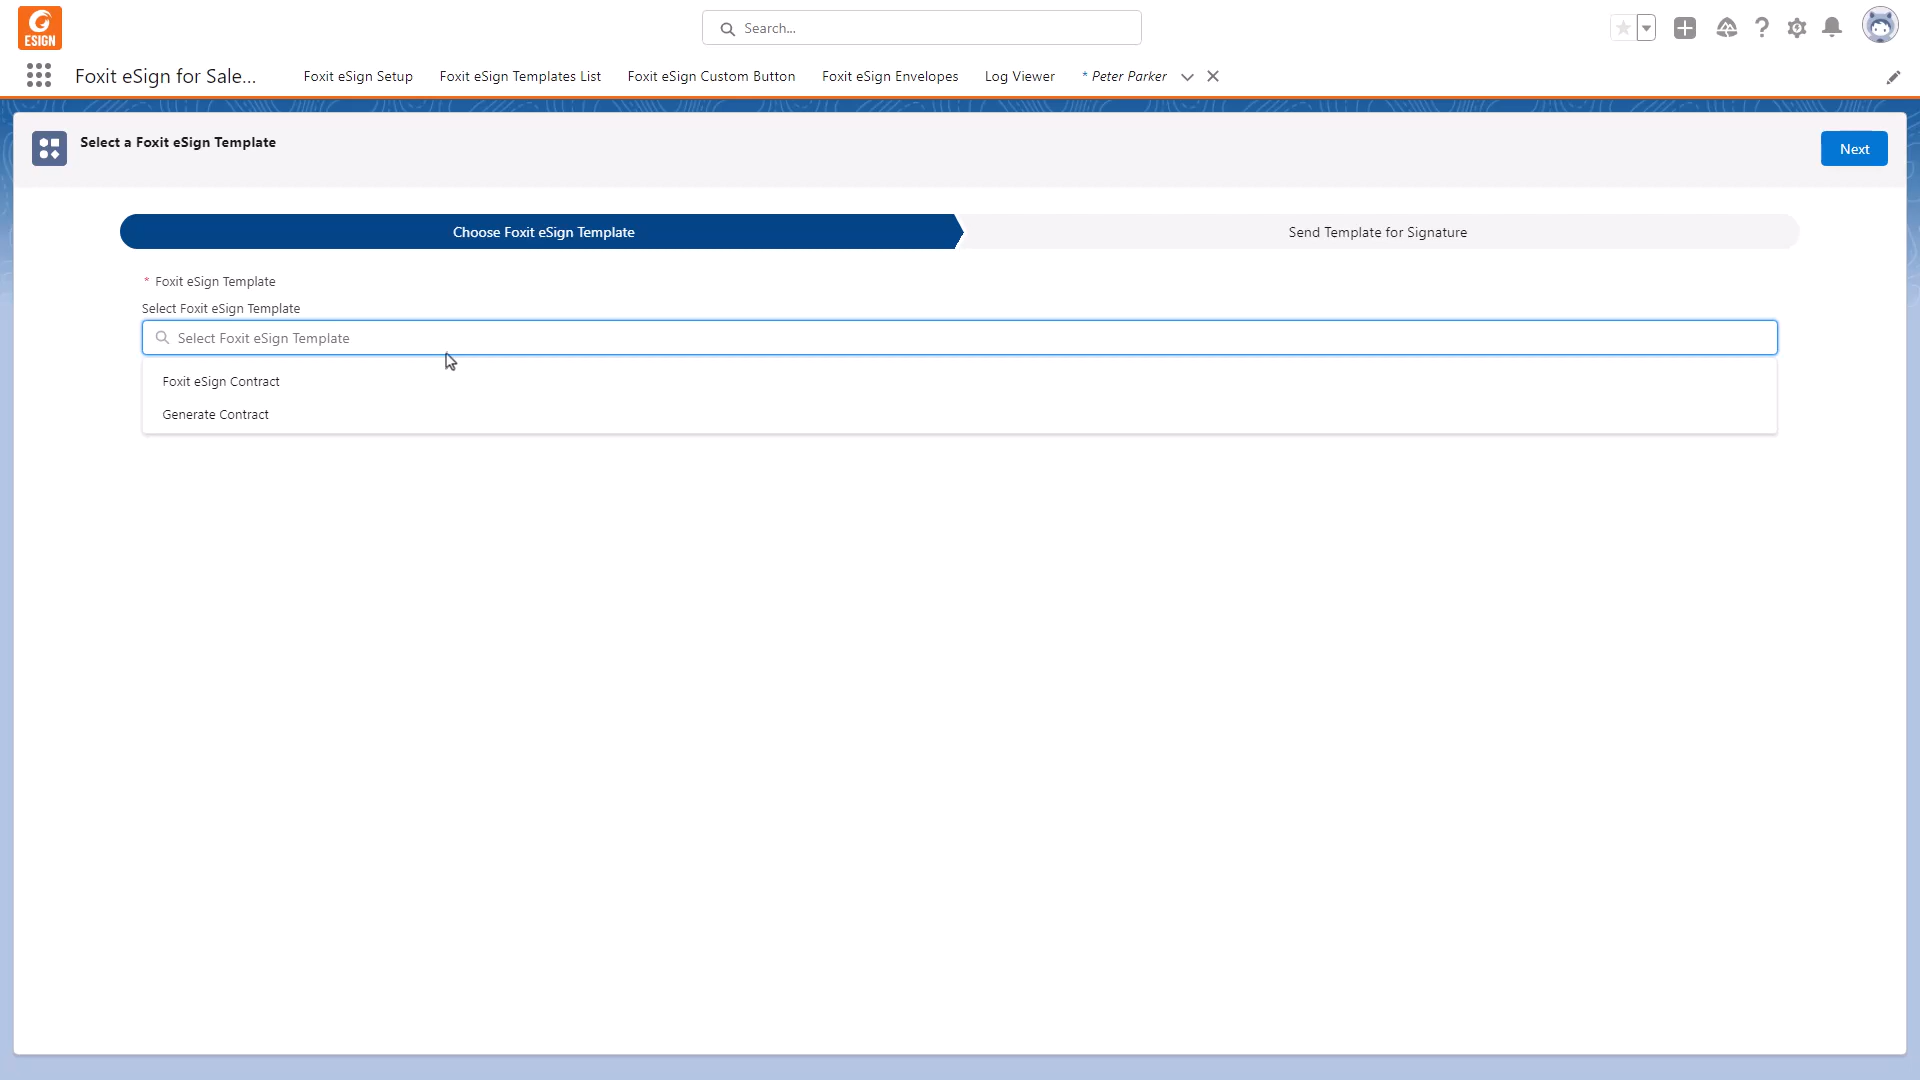 ESIGN
Search...
Foxit eSign for Sale...
Foxit eSign Setup
Foxit eSign Templates List
Foxit eSign Custom Button
Foxit eSign Envelopes
Log Viewer
* Peter Parker
Select a Foxit eSign Template
Next
Choose Foxit eSign Template
Send Template for Signature
* Foxit eSign Template
Select Foxit eSign Template
Select Foxit eSign Template
Foxit eSign Contract
Generate Contract